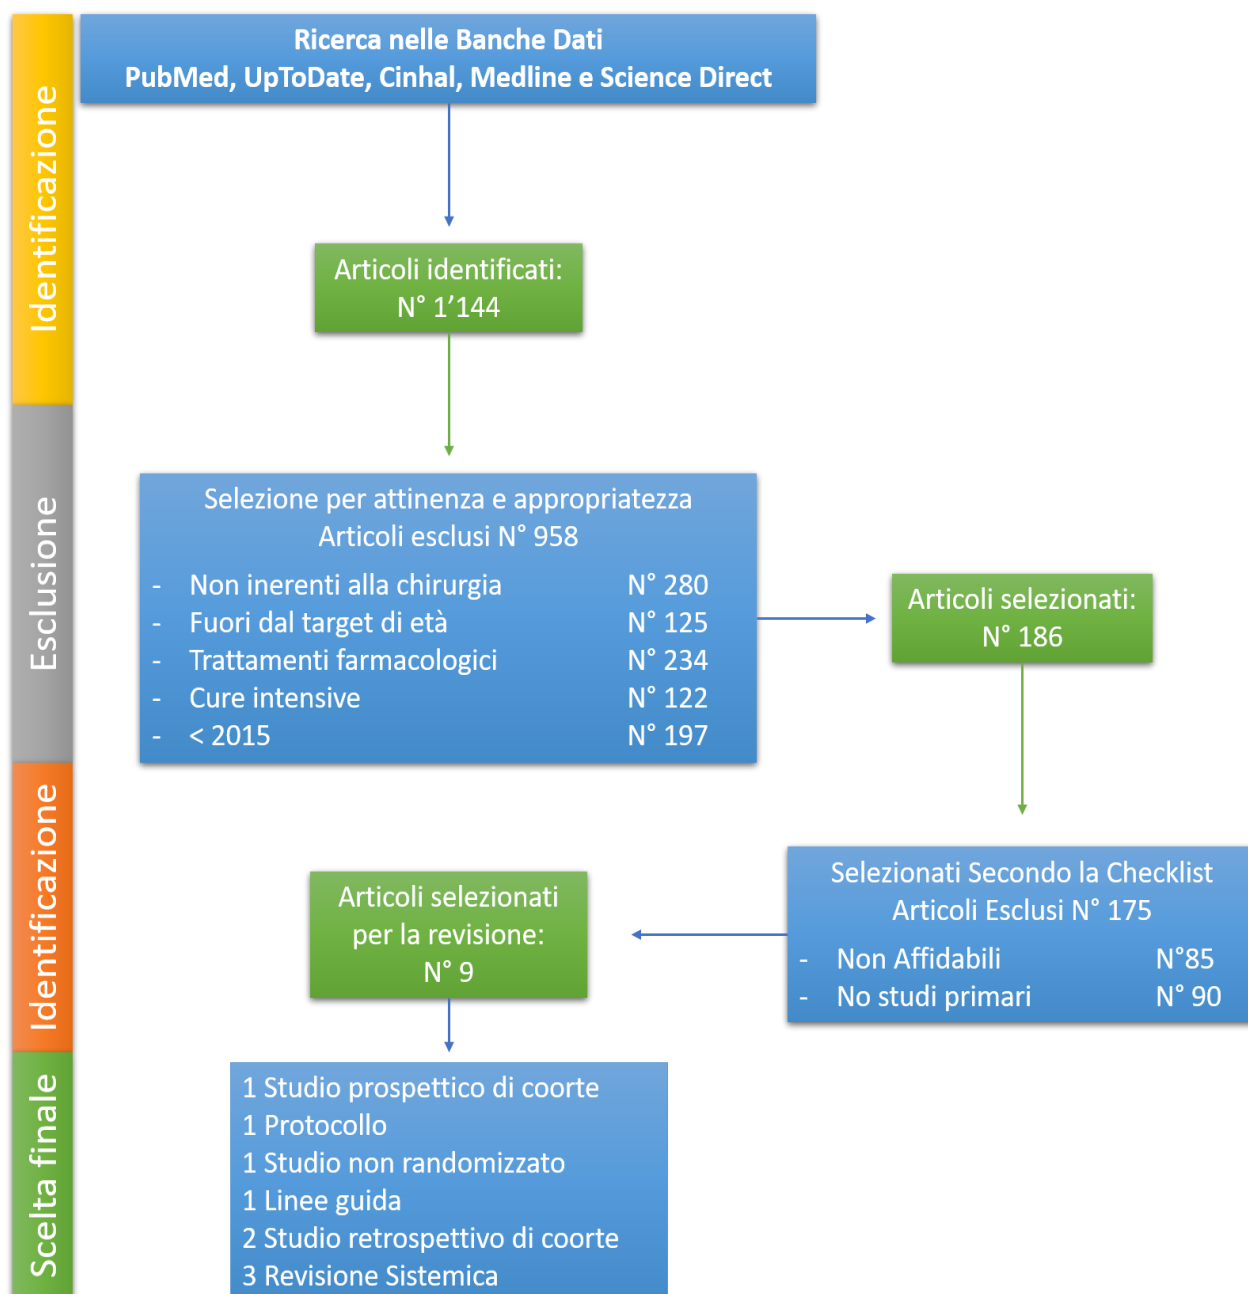 Identificazione
Ricerca nelle Banche Dati
PubMed, UpToDate, Cinhal, Medline e Science Direct
Articoli identificati:
N° 1’144
Esclusione
Selezione per attinenza e appropriatezza
Articoli esclusi N° 958
- Non inerenti alla chirurgia N° 280
- Fuori dal target di età N° 125
- Trattamenti farmacologici N° 234
- Cure intensive N° 122
- < 2015 N° 197
Articoli selezionati:
N° 186
Identificazione
Selezionati Secondo la Checklist
Articoli Esclusi N° 175
- Non Affidabili N°85
- No studi primari N° 90
Articoli selezionati
per la revisione:
N° 9
Scelta finale
1 Studio prospettico di coorte
1 Protocollo
1 Studio non randomizzato
1 Linee guida
2 Studio retrospettivo di coorte
3 Revisione Sistemica